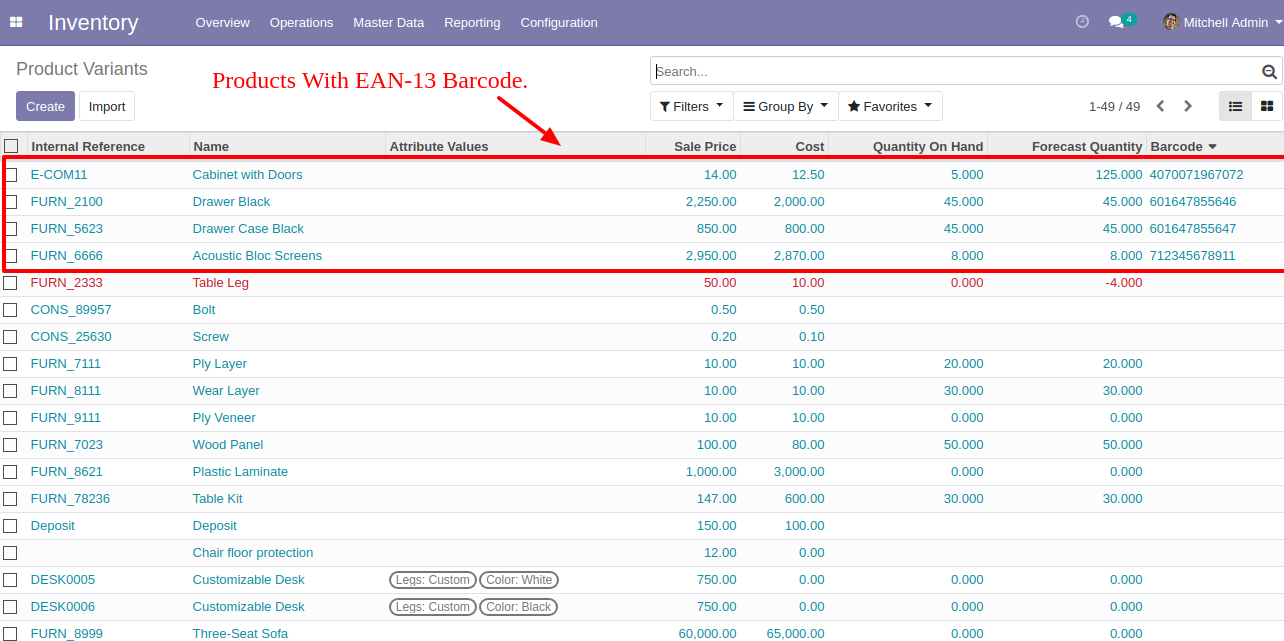 Inventory Overview Operations Master Data Reporting Configuration 4 Mitchell Admin
Product Variants
Products With EAN-13 Barcode.
Search...
Create Import Filters Group By Favorites 1-49 / 49
Internal Reference Name Attribute Values Sale Price Cost Quantity On Hand Forecast Quantity Barcode
E-COM11 Cabinet with Doors 14.00 12.50 5.000 125.000 4070071967072
FURN_2100 Drawer Black 2,250.00 2,000.00 45.000 45.000 601647855646
FURN_5623 Drawer Case Black 850.00 800.00 45.000 45.000 601647855647
FURN_6666 Acoustic Bloc Screens 2,950.00 2,870.00 8.000 8.000 712345678911
FURN_2333 Table Leg 50.00 10.00 0.000 -4.000
CONS_89957 Bolt 0.50 0.50
CONS_25630 Screw 0.20 0.10
FURN_7111 Ply Layer 10.00 10.00 20.000 20.000
FURN_8111 Wear Layer 10.00 10.00 30.000 30.000
FURN_9111 Ply Veneer 10.00 10.00 0.000 0.000
FURN_7023 Wood Panel 100.00 80.00 50.000 50.000
FURN_8621 Plastic Laminate 1,000.00 3,000.00 0.000 0.000
FURN_78236 Table Kit 147.00 600.00 30.000 30.000
Deposit Deposit 150.00 100.00
Chair floor protection 12.00 0.00
DESK0005 Customizable Desk Legs: Custom Color: White 750.00 0.00 0.000 0.000
DESK0006 Customizable Desk Legs: Custom Color: Black 750.00 0.00 0.000 0.000
FURN_8999 Three-Seat Sofa 60,000.00 65,000.00 0.000 0.000